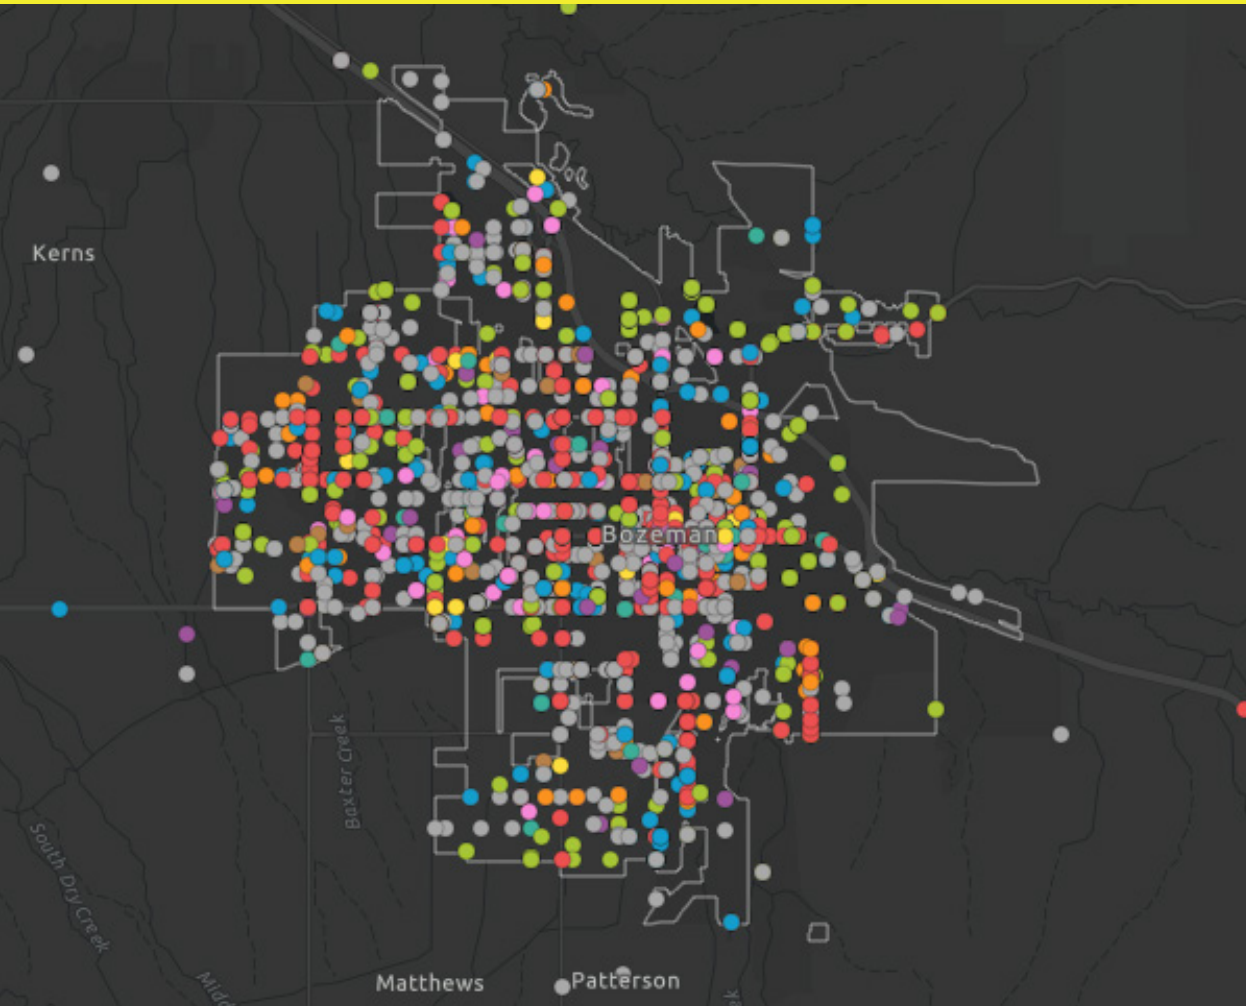 Kerns
Bozeman
Baxter Creek
South Dry Creek
Matthews
Patterson